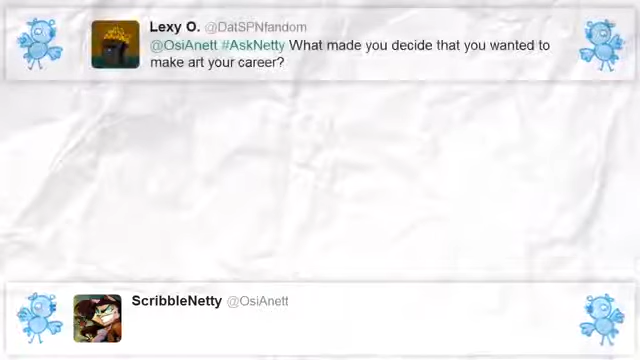 Lexy O. @DatSPNfandom
@OsiAnett #AskNetty What made you decide that you wanted to
make art your career?
ScribbleNetty @OsiAnett